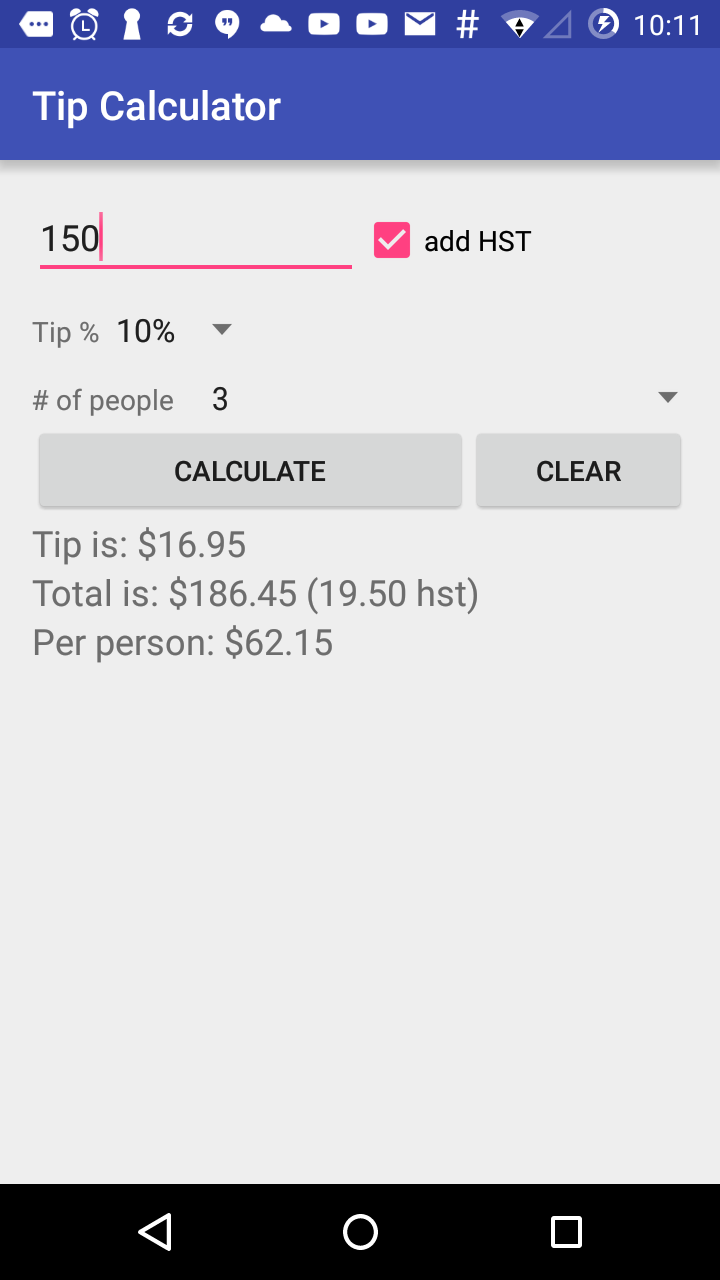 10:11
Tip Calculator
150 add HST
Tip % 10%
# of people 3
CALCULATE CLEAR
Tip is: $16.95
Total is: $186.45 (19.50 hst)
Per person: $62.15